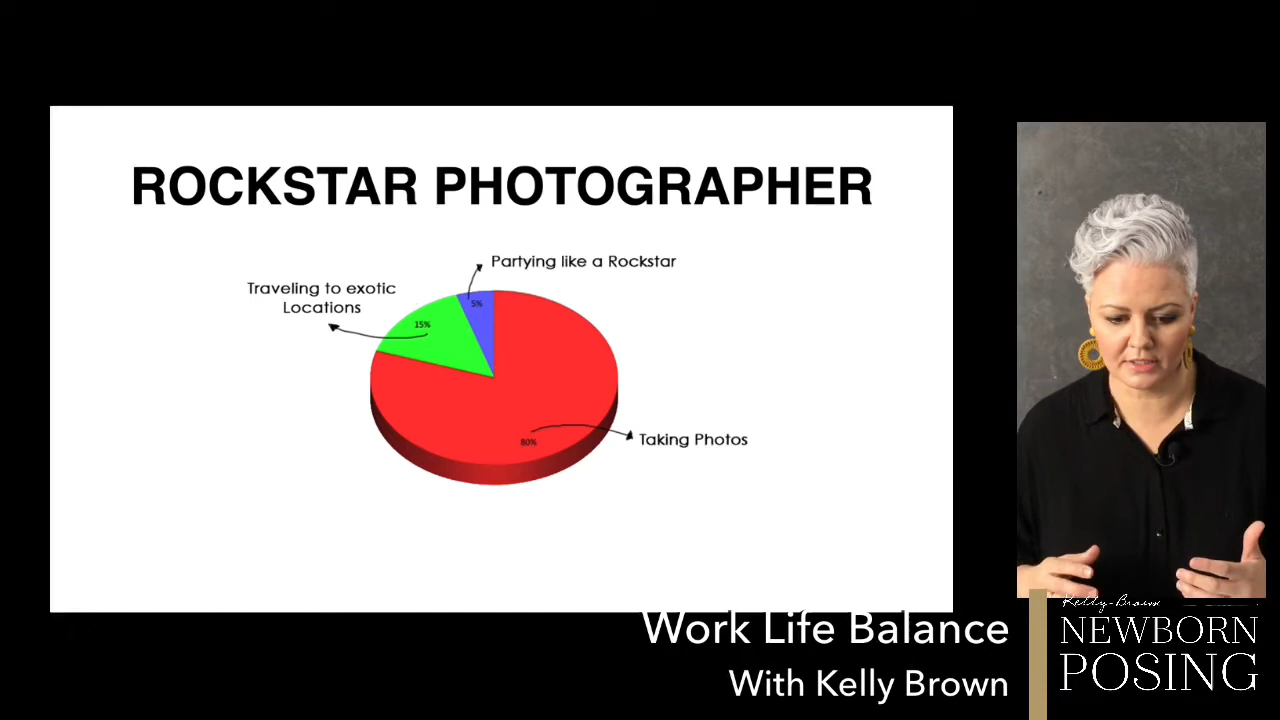 ROCKSTAR PHOTOGRAPHER
Partying like a Rockstar
Traveling to exotic
Locations
5%
15%
80%
Taking Photos
Work Life Balance
With Kelly Brown
Kelly Brown
NEWBORN
POSING